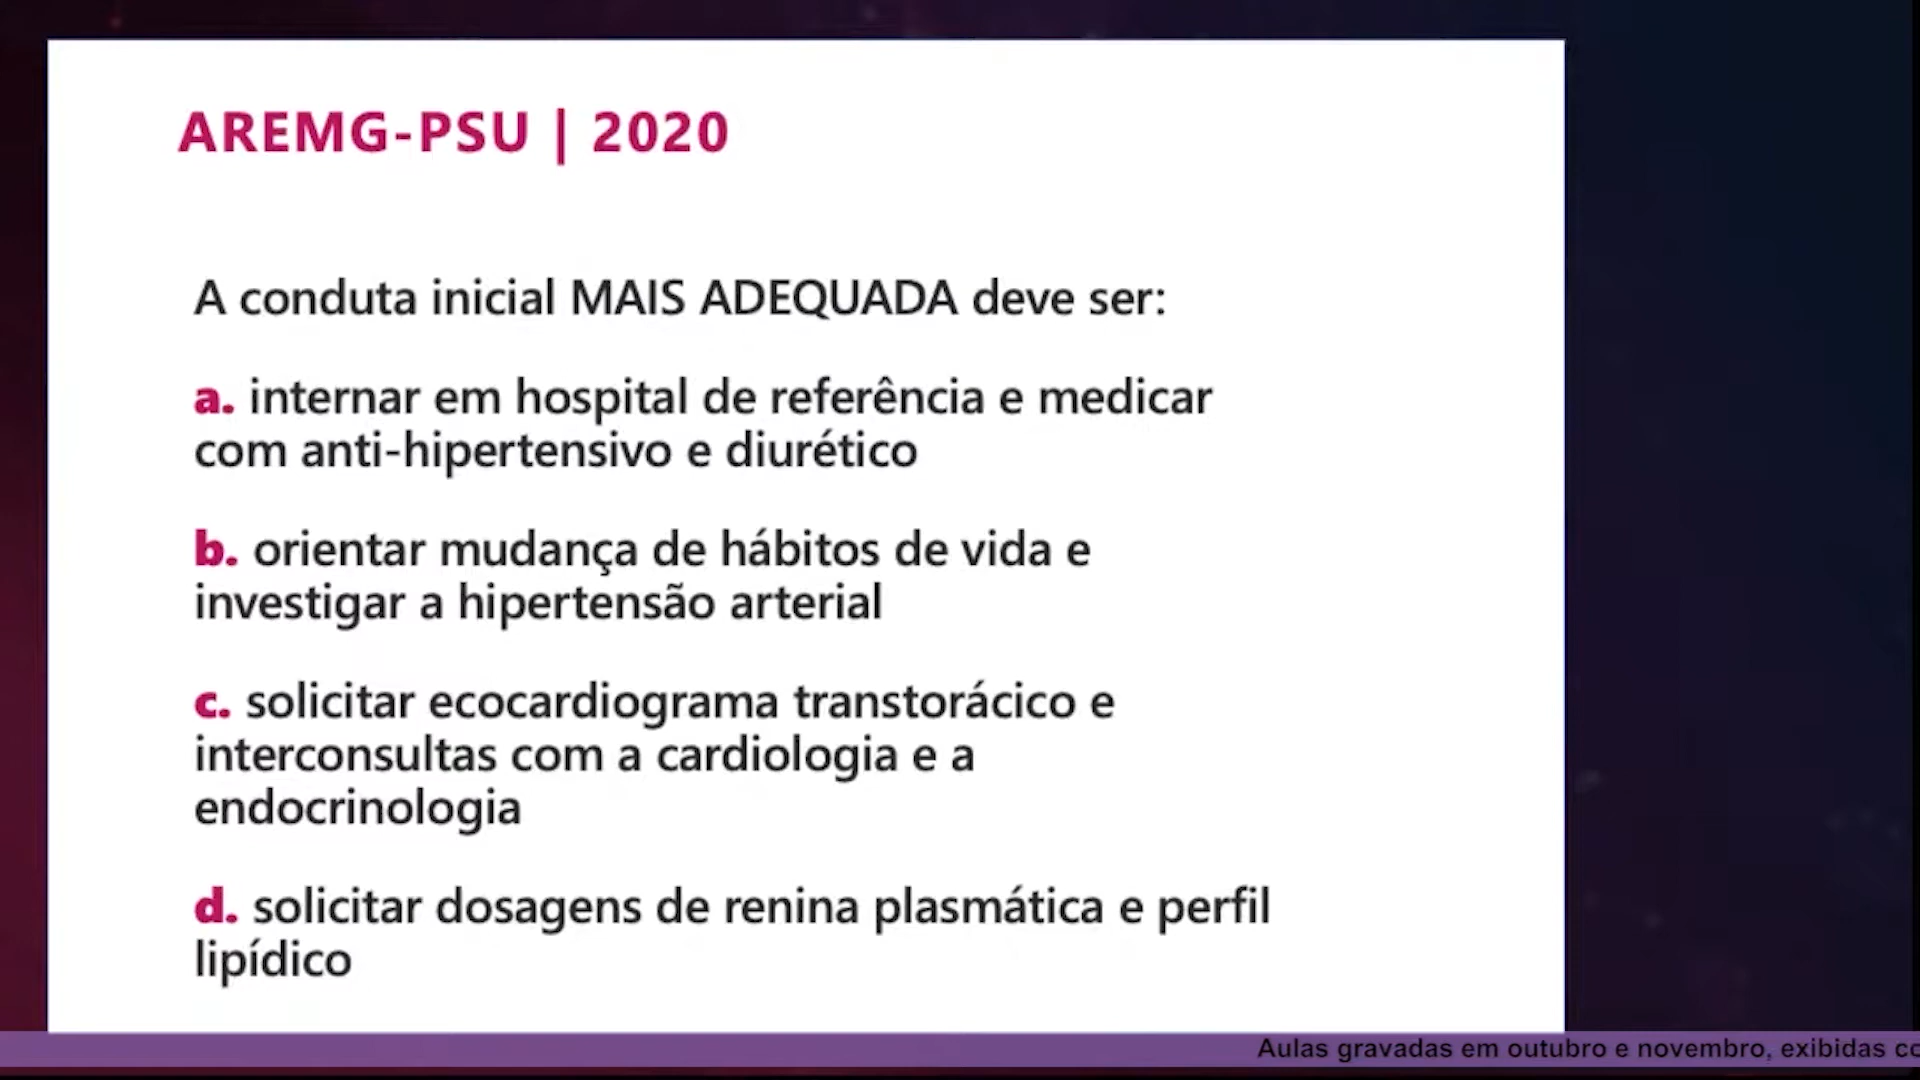 AREMG-PSU | 2020
A conduta inicial MAIS ADEQUADA deve ser:
a. internar em hospital de referência e medicar
com anti-hipertensivo e diurético
b. orientar mudança de hábitos de vida e
investigar a hipertensão arterial
c. solicitar ecocardiograma transtorácico e
interconsultas com a cardiologia e a
endocrinologia
d. solicitar dosagens de renina plasmática e perfil
lipídico
Aulas gravadas em outubro e novembro, exibidas co